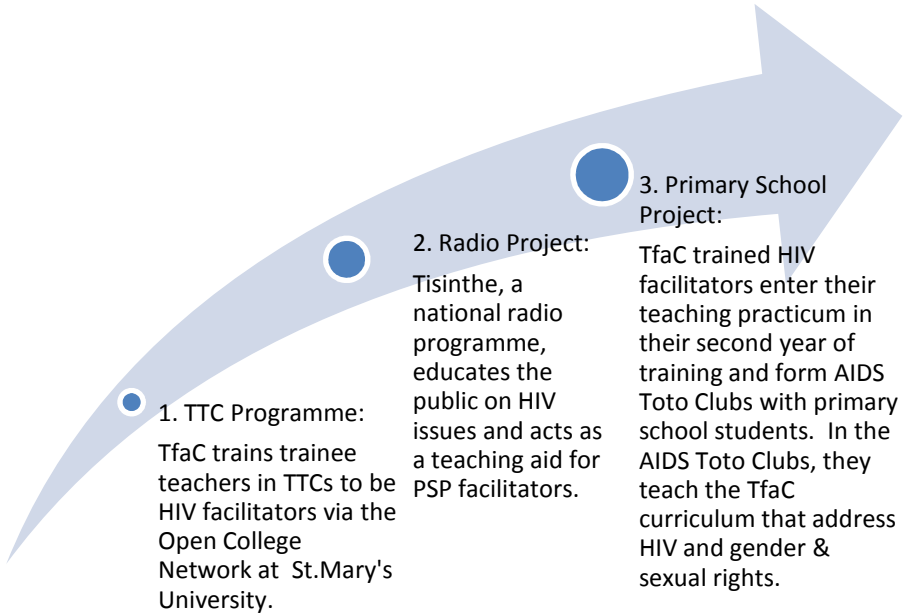 1. TTC Programme:
TfaC trains trainee
teachers in TTCs to be
HIV facilitators via the
Open College
Network at  St.Mary's
University.
2. Radio Project:
Tisinthe, a
national radio
programme,
educates the
public on HIV
issues and acts as
a teaching aid for
PSP facilitators.
3. Primary School
Project:
TfaC trained HIV
facilitators enter their
teaching practicum in
their second year of
training and form AIDS
Toto Clubs with primary
school students.  In the
AIDS Toto Clubs, they
teach the TfaC
curriculum that address
HIV and gender &
sexual rights.